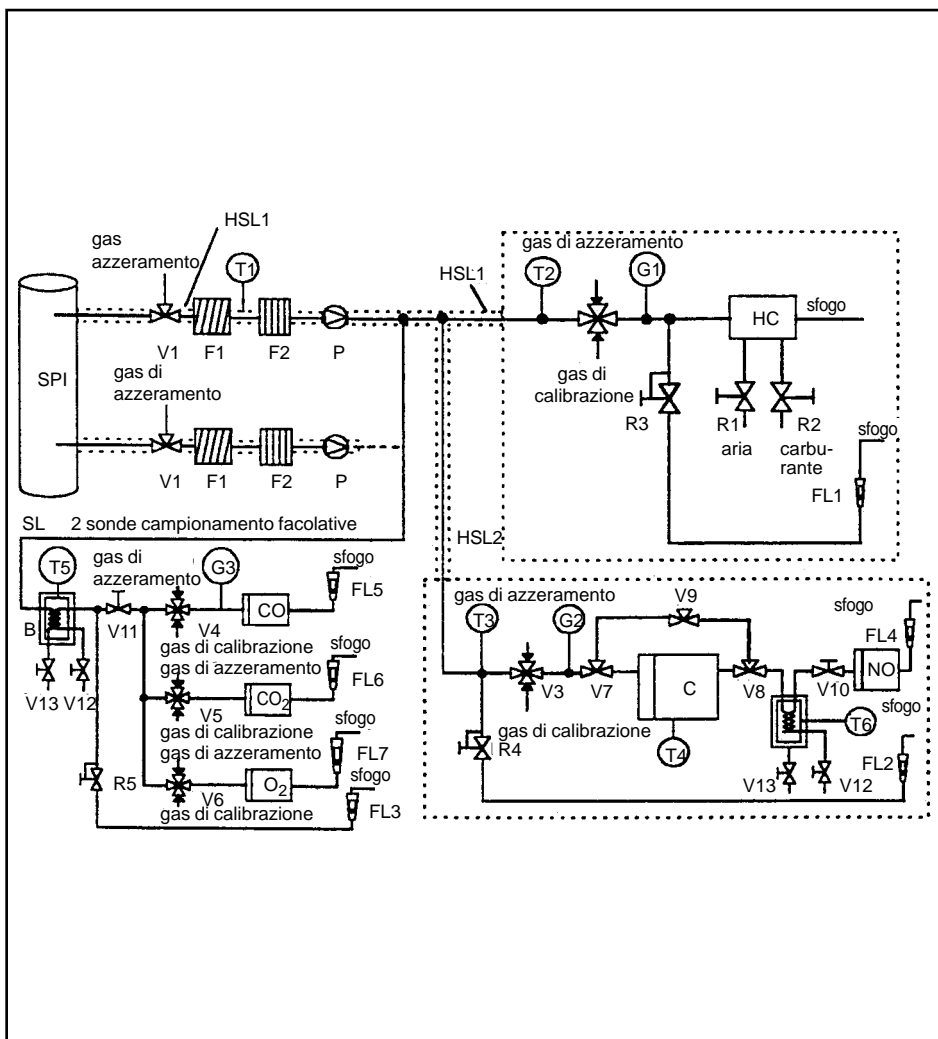 HSL1
gas
azzeramento
T1
SPI
V1
F1
F2
P
gas di
azzeramento
V1
F1
F2
P
HSL1
gas di azzeramento
T2
G1
HC
sfogo
gas di
calibrazione
R3
R1
aria
R2
carbu-
rante
sfogo
FL1
SL 2 sonde campionamento facolative
HSL2
T5
gas di
azzeramento
G3
sfogo
CO
FL5
B
V11
V4
gas di calibrazione
gas di azzeramento
sfogo
V13
V12
CO2
FL6
V5
gas di calibrazione
gas di azzeramento
sfogo
FL7
R5
O2
sfogo
V6
gas di calibrazione
FL3
gas di azzeramento
T3
G2
V9
sfogo
FL4
V3
V7
C
V8
V10
NO
gas di calibrazione
R4
T4
T6
sfogo
FL2
V13
V12